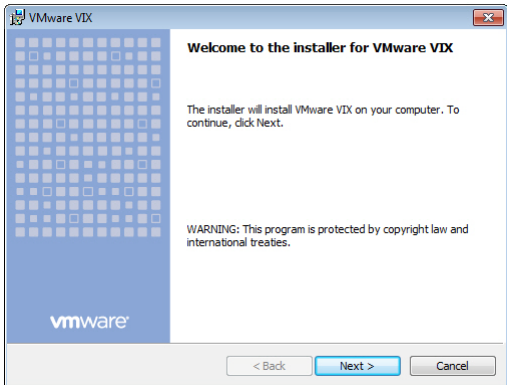 VMware VIX
Welcome to the installer for VMware VIX
The installer will install VMware VIX on your computer. To
continue, click Next.
WARNING: This program is protected by copyright law and
international treaties.
vmware
< Back
Next >
Cancel